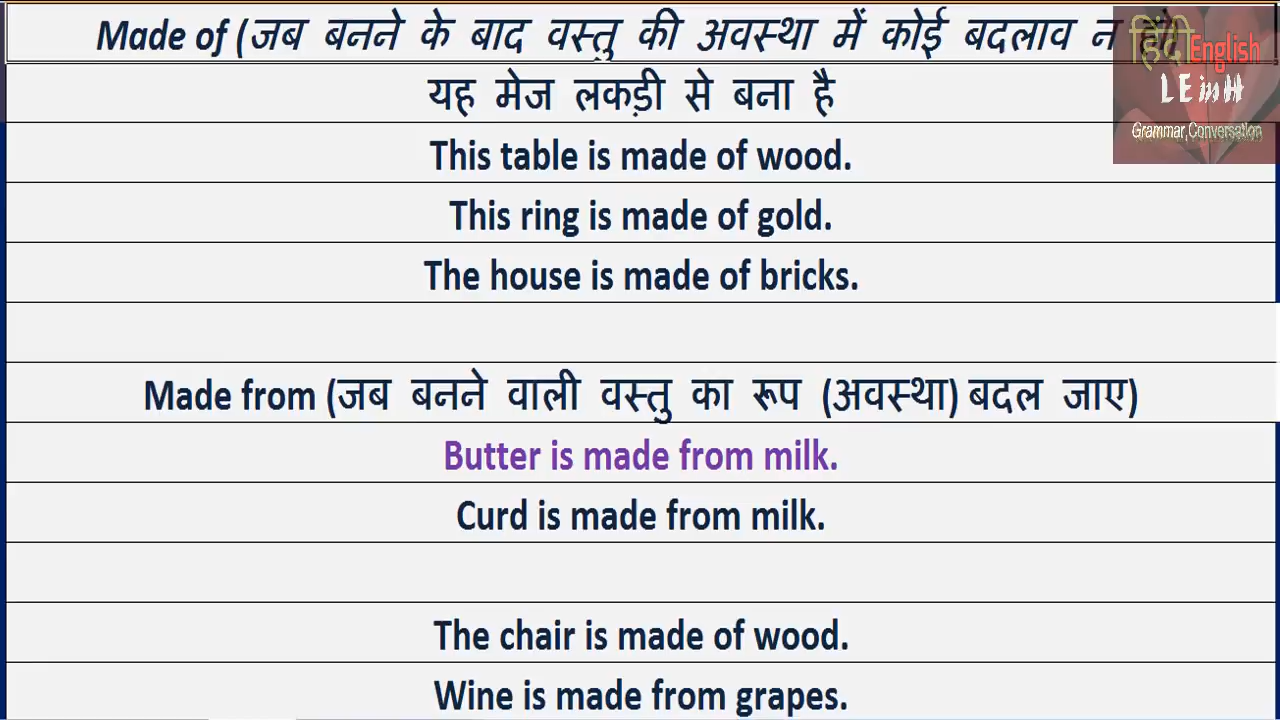 Made of (जब बनने के बाद वस्तु की अवस्था में कोई बदलाव न
हिंदी English
LEinH
Grammar,Conversation
यह मेज लकड़ी से बना है
This table is made of wood.
This ring is made of gold.
The house is made of bricks.
Made from (जब बनने वाली वस्तु का रूप (अवस्था) बदल जाए)
Butter is made from milk.
Curd is made from milk.
The chair is made of wood.
Wine is made from grapes.